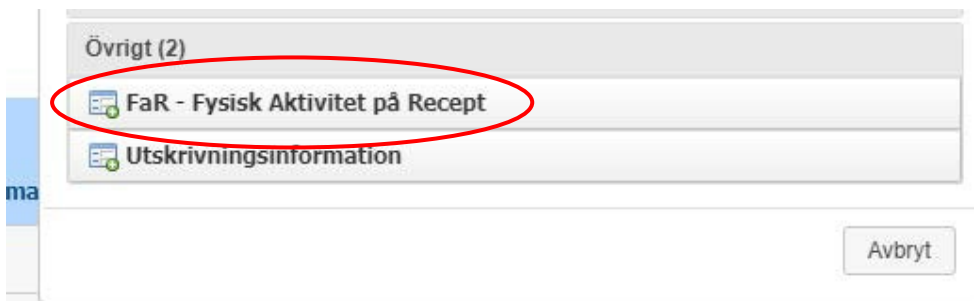 Övrigt (2)
FaR - Fysisk Aktivitet på Recept
Utskrivningsinformation
ma
Avbryt